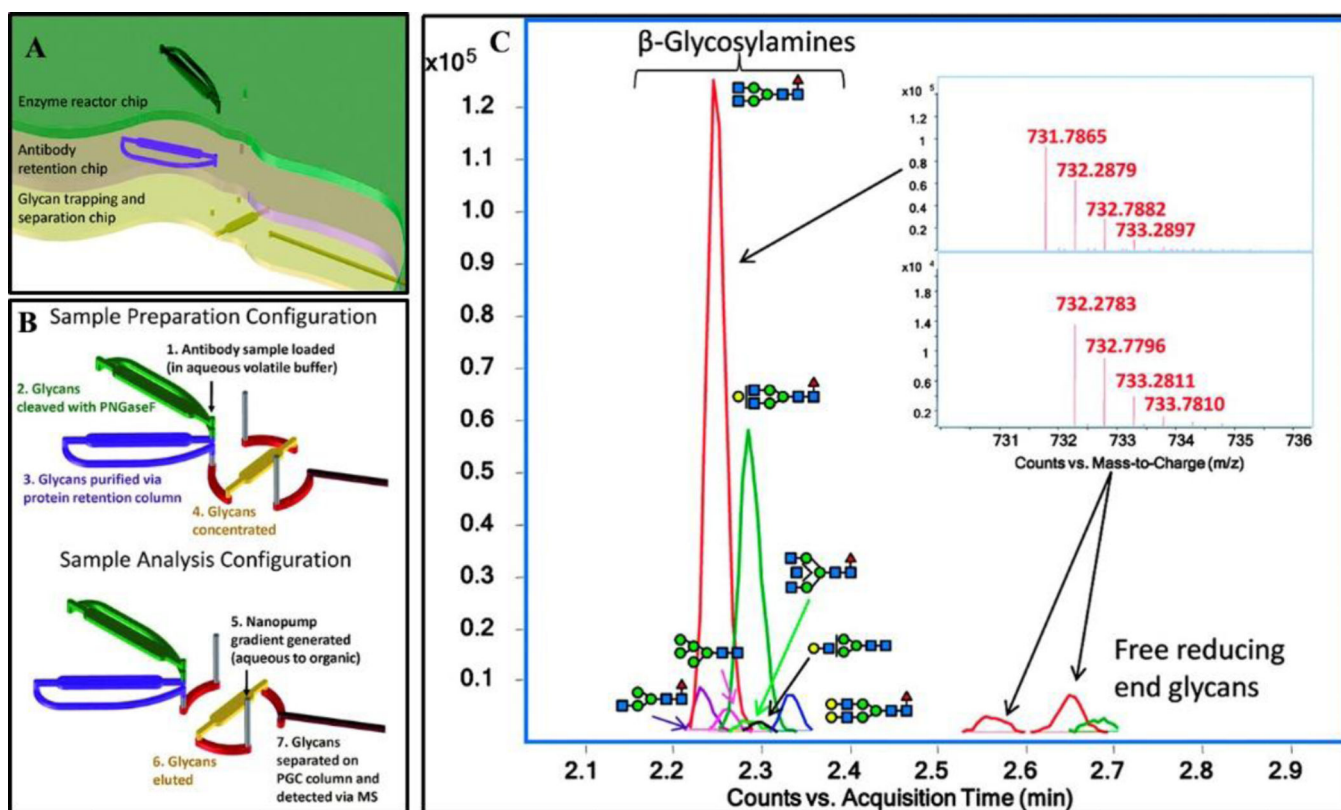 A
Enzyme reactor chip
Antibody
retention chip
Glycan trapping and
separation chip
B
Sample Preparation Configuration
1. Antibody sample loaded
(in aqueous volatile buffer)
2. Glycans
cleaved with PNGaseF
3. Glycans purified via
protein retention column
4. Glycans
concentrated
Sample Analysis Configuration
5. Nanopump
gradient generated
(aqueous to organic)
6. Glycans
eluted
7. Glycans
separated on
PGC column and
detected via MS
C
β-Glycosylamines
x10⁵
1.2
1.1
1.0
0.9
0.8
0.7
0.6
0.5
0.4
0.3
0.2
0.1
2.1 2.2 2.3 2.4 2.5 2.6 2.7 2.8 2.9
Counts vs. Acquisition Time (min)
Free reducing
end glycans
x10⁵
1.2
1
0.8
0.6
0.4
0.2
731.7865
732.2879
732.7882
733.2897
x10⁴
1.8
1.4
1
0.6
0.2
732.2783
732.7796
733.2811
733.7810
731 732 733 734 735 736
Counts vs. Mass-to-Charge (m/z)